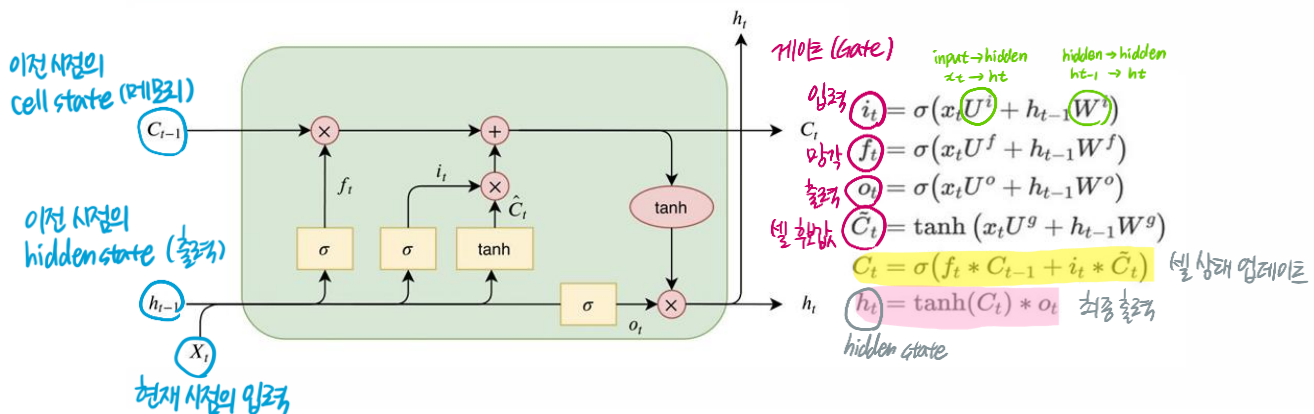 이전 시점의
cell state (메모리)
C_{t-1}
이전 시점의
hidden state (출력)
h_{t-1}
X_t
현재 시점의 입력
×
+
f_t
i_t
×
Ĉ_t
tanh
σ
σ
tanh
σ
o_t
×
h_t
C_t
h_t
게이트 (Gate)
input → hidden
x_t → h_t
hidden → hidden
h_{t-1} → h_t
입력 i_t = σ(x_t U^i + h_{t-1} W^i)
망각 f_t = σ(x_t U^f + h_{t-1} W^f)
출력 o_t = σ(x_t U^o + h_{t-1} W^o)
셀 후보값 C̃_t = tanh (x_t U^g + h_{t-1} W^g)
C_t = σ(f_t * C_{t-1} + i_t * C̃_t) 셀 상태 업데이트
h_t = tanh(C_t) * o_t 최종 출력
hidden state